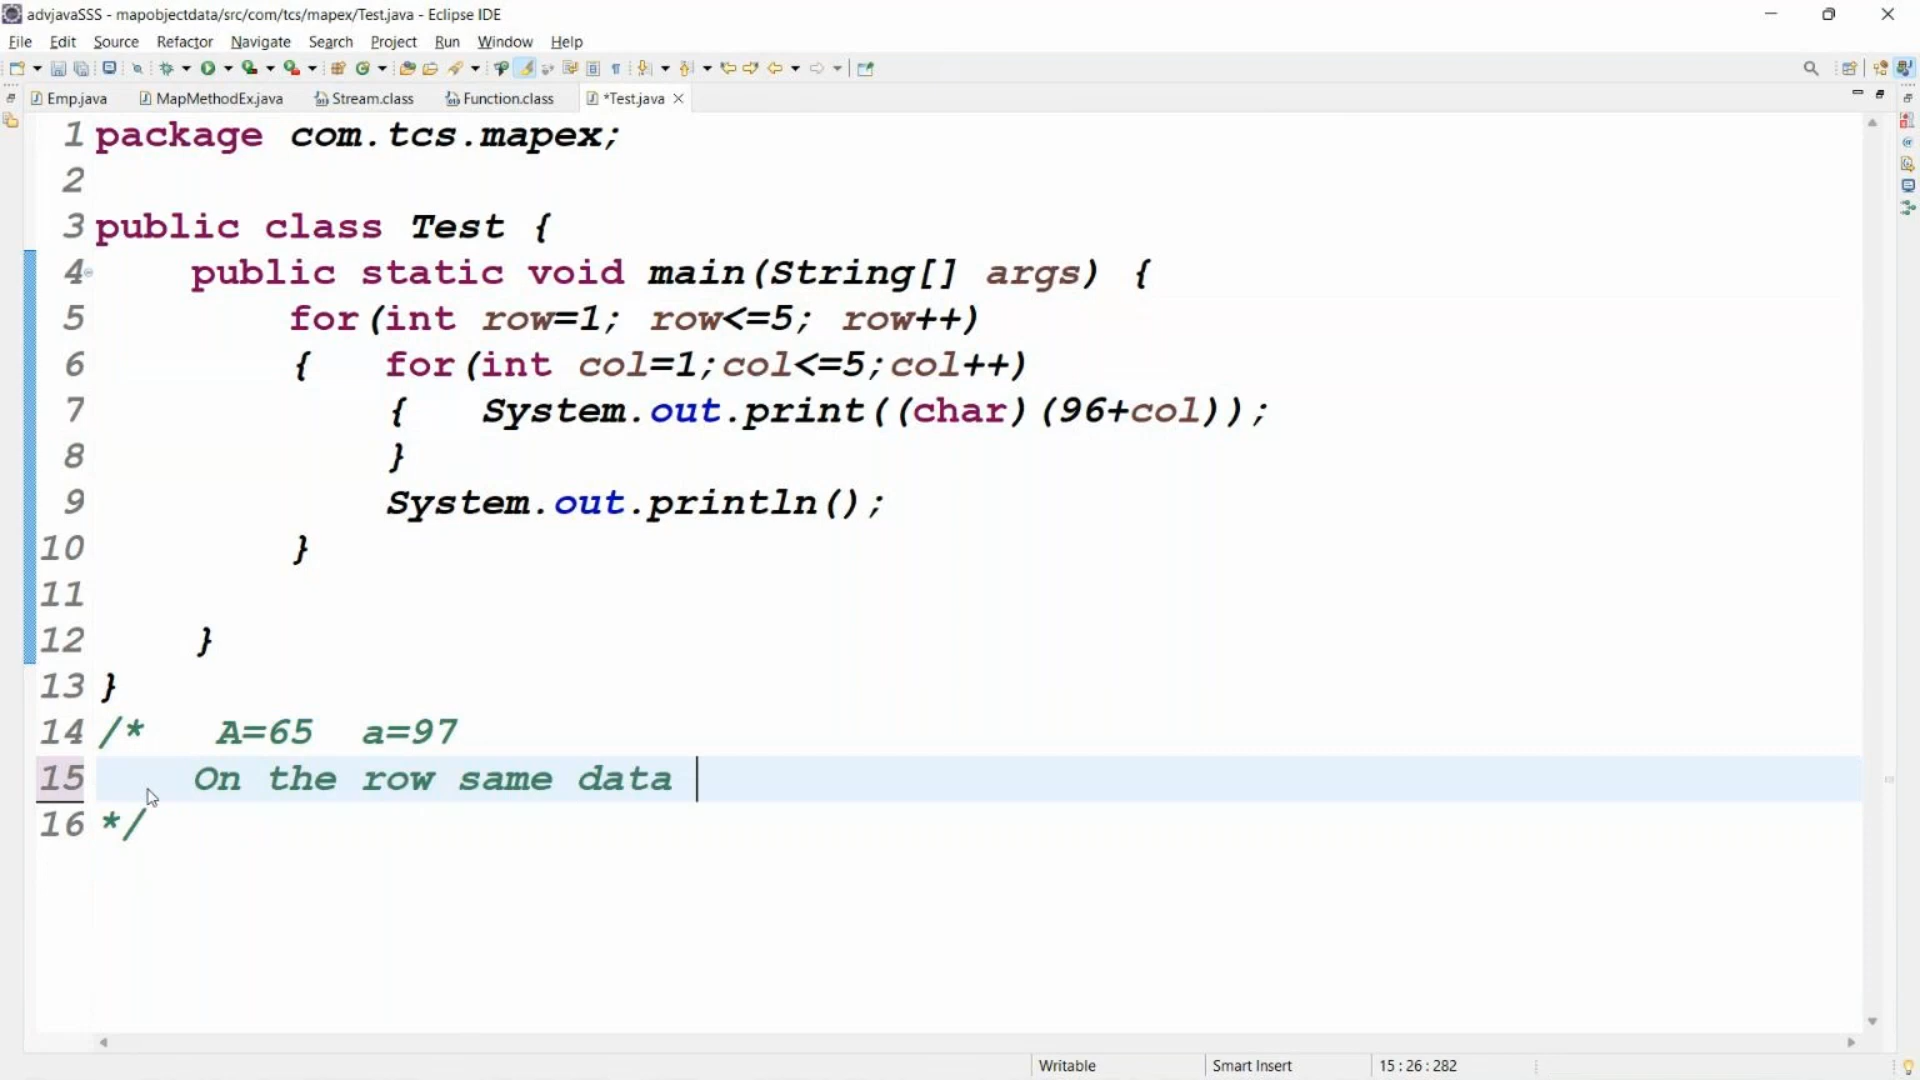 advjavaSSS - mapobjectdata/src/com/tcs/mapex/Test.java - Eclipse IDE
File Edit Source Refactor Navigate Search Project Run Window Help
Emp.java MapMethodEx.java Stream.class Function.class *Test.java
1 package com.tcs.mapex;
2
3 public class Test {
4 public static void main(String[] args) {
5 for(int row=1; row<=5; row++)
6 { for(int col=1;col<=5;col++)
7 { System.out.print((char)(96+col));
8 }
9 System.out.println();
10 }
11
12 }
13 }
14 /* A=65 a=97
15 On the row same data
16 */
Writable Smart Insert 15 : 26 : 282